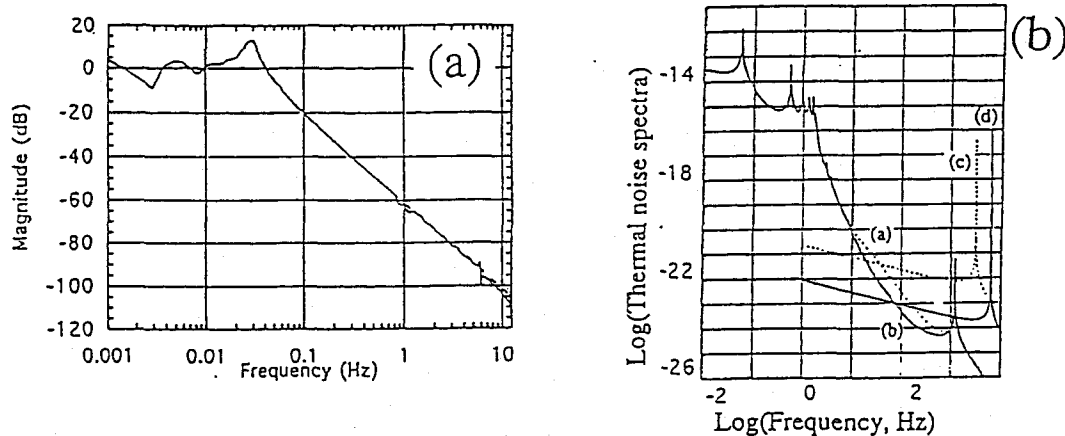 (a)
20
0
-20
-40
-60
-80
-100
-120
Magnitude (dB)
0.001
0.01
0.1
1
10
Frequency (Hz)
(b)
-14
-18
-22
-26
Log(Thermal noise spectra)
(d)
(c)
(a)
(b)
-2
0
2
Log(Frequency, Hz)